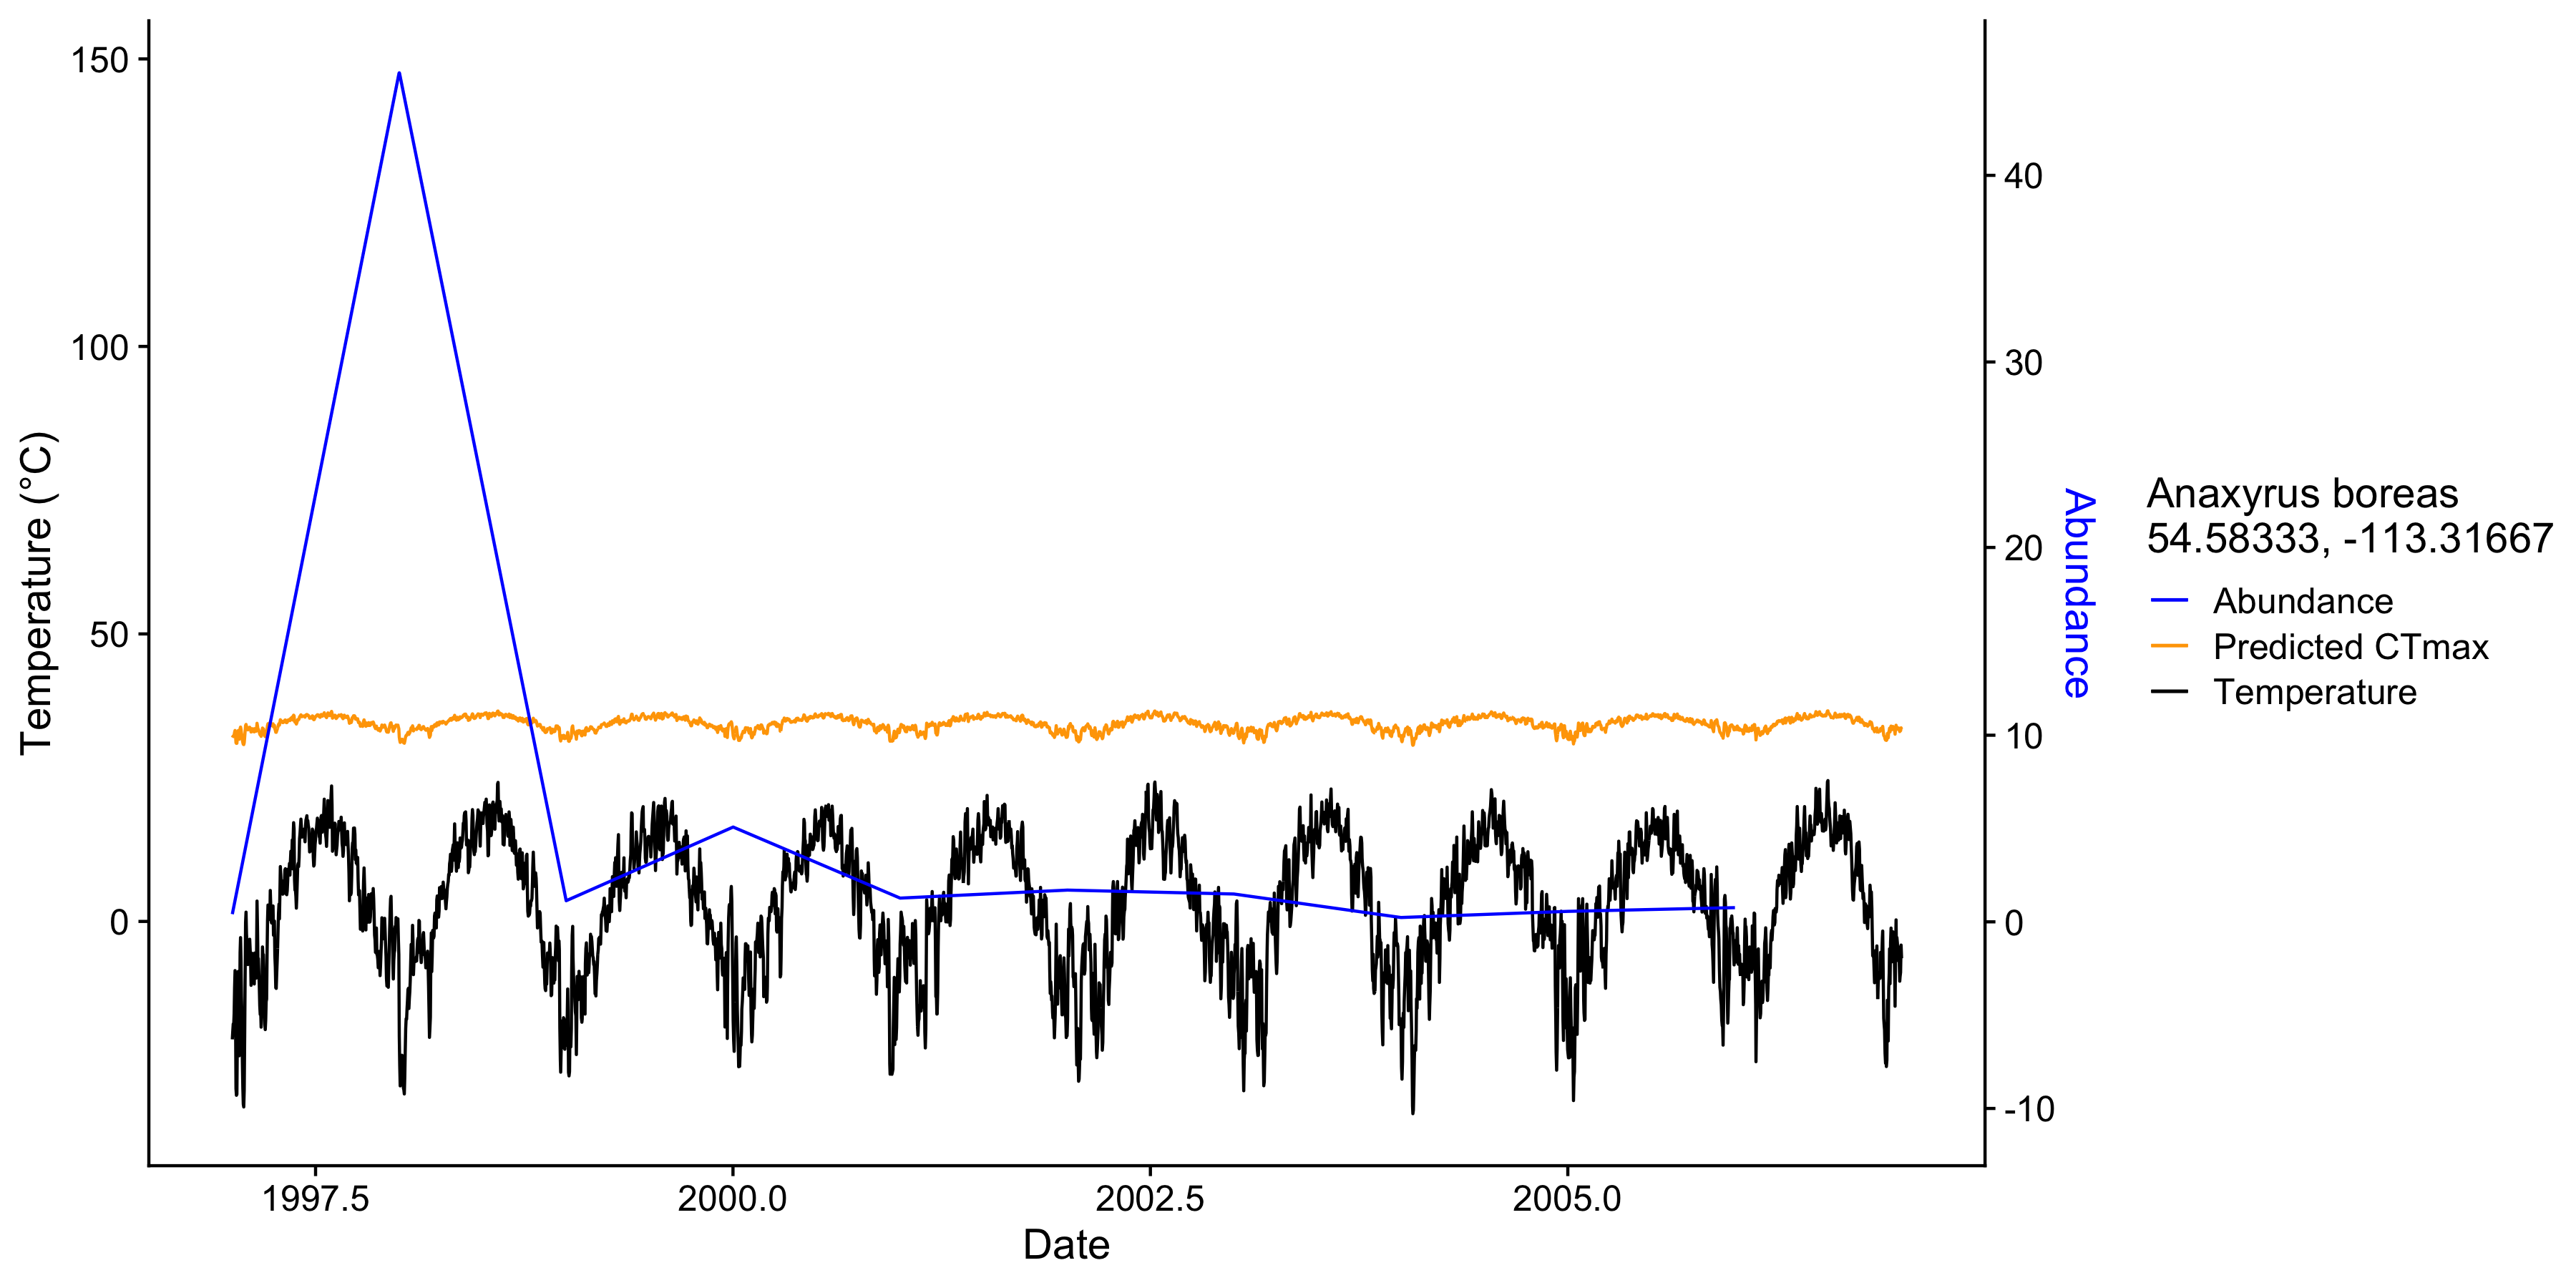 150
100
50
0
Temperature (°C)
1997.5
2000.0
2002.5
2005.0
Date
40
30
20
10
0
-10
Abundance
Anaxyrus boreas
54.58333, -113.31667
Abundance
Predicted CTmax
Temperature